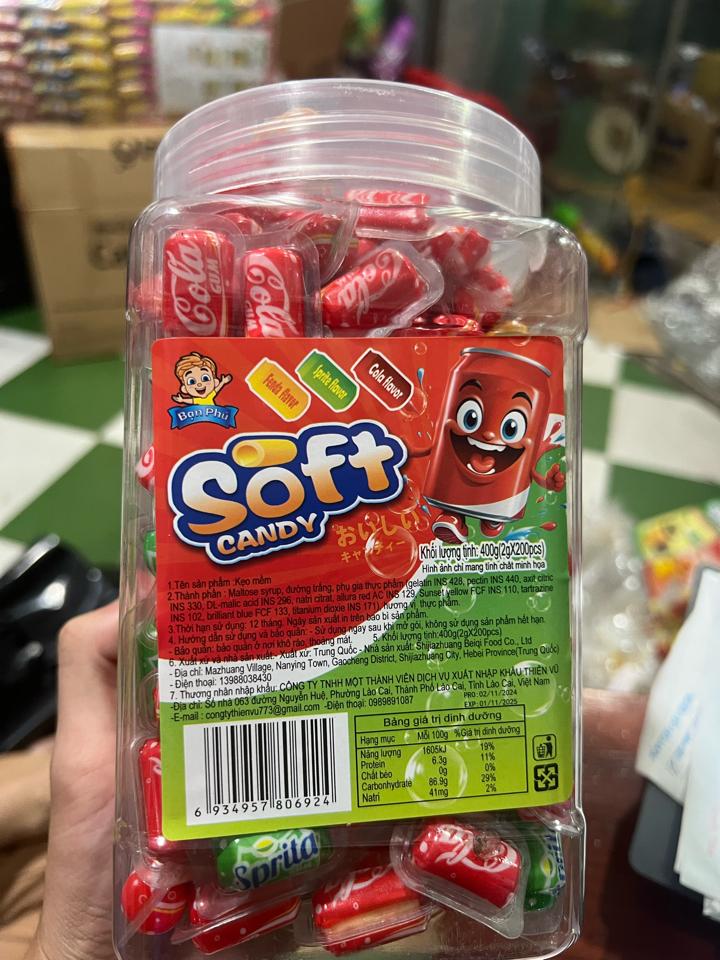 Cola
GUM
Cola
Bạn Phú
Fenda flavor
Sprite flavor
Cola flavor
Soft
CANDY
おいしい
キャンディー
Khối lượng tịnh: 400g(2gX200pcs)
Hình ảnh chỉ mang tính chất minh họa
1.Tên sản phẩm :Kẹo mềm
2.Thành phần : Maltose syrup, đường trắng, phụ gia thực phẩm (gelatin INS 428, pectin INS 440, axit citric
INS 330, DL-malic acid INS 296, natri citrat, allura red AC INS 129, Sunset yellow FCF INS 110, tartrazine
INS 102, brilliant blue FCF 133, titanium dioxie INS 171), hương vị thực phẩm.
3.Thời hạn sử dụng: 12 tháng. Ngày sản xuất in trên bao bì sản phẩm.
4. Hướng dẫn sử dụng và bảo quản: - Sử dụng ngay sau khi mở gói, không sử dụng sản phẩm hết hạn.
- Bảo quản: bảo quản ở nơi khô ráo, thoáng mát. 5. Khối lượng tịnh:400g(2gX200pcs)
6. Xuất xứ và nhà sản xuất:- Xuất xứ: Trung Quốc - Nhà sản xuất: Shijiazhuang Beiqi Food Co., Ltd
- Địa chỉ: Mazhuang Village, Nanying Town, Gaocheng District, Shijiazhuang City, Hebei Province(Trung Quốc)
- Điện thoại: 13988038430
7. Thương nhân nhập khẩu: CÔNG TY TNHH MỘT THÀNH VIÊN DỊCH VỤ XUẤT NHẬP KHẨU THIÊN VŨ
-Địa chỉ: Số nhà 063 đường Nguyễn Huệ, Phường Lào Cai, Thành Phố Lào Cai, Tỉnh Lào Cai, Việt Nam
-E-mail : congtythienvu773@gmail.com -Điện thoại: 0989891087
PRO: 02/11/2024
EXP: 01/11/2025
Bảng giá trị dinh dưỡng
Hạng mục Mỗi 100g %Giá trị dinh dưỡng
Năng lượng 1605kJ 19%
Protein 6.3g 11%
Chất béo 0g 0%
Carbonhydrate 86.9g 29%
Natri 41mg 2%
6 934957 806924
Sprita